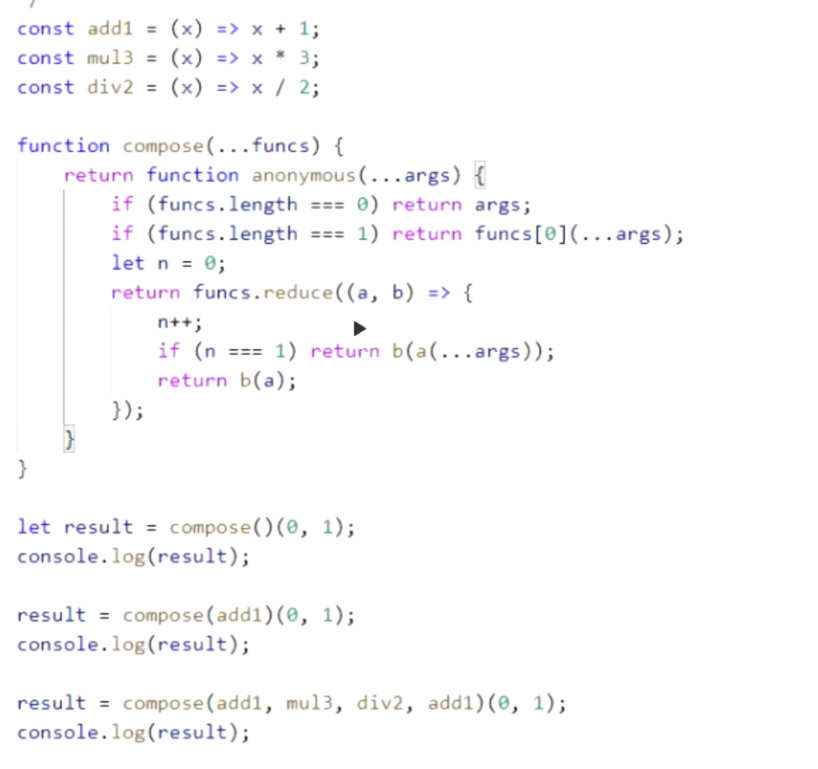 /
const add1 = (x) => x + 1;
const mul3 = (x) => x * 3;
const div2 = (x) => x / 2;
function compose(...funcs) {
return function anonymous(...args) {
if (funcs.length === 0) return args;
if (funcs.length === 1) return funcs[0](...args);
let n = 0;
return funcs.reduce((a, b) => {
n++;
if (n === 1) return b(a(...args));
return b(a);
});
}
}
let result = compose()(0, 1);
console.log(result);
result = compose(add1)(0, 1);
console.log(result);
result = compose(add1, mul3, div2, add1)(0, 1);
console.log(result);